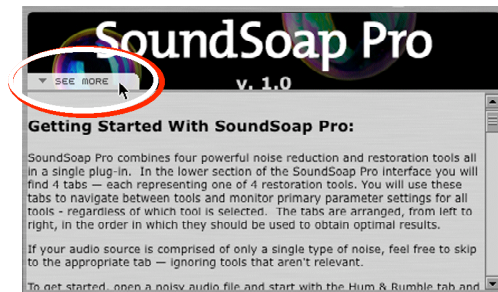 SoundSoap Pro
SEE MORE
v. 1.0
Getting Started With SoundSoap Pro:
SoundSoap Pro combines four powerful noise reduction and restoration tools all
in a single plug-in. In the lower section of the SoundSoap Pro interface you will
find 4 tabs — each representing one of 4 restoration tools. You will use these
tabs to navigate between tools and monitor primary parameter settings for all
tools - regardless of which tool is selected. The tabs are arranged, from left to
right, in the order in which they should be used to obtain optimal results.
If your audio source is comprised of only a single type of noise, feel free to skip
to the appropriate tab — ignoring tools that aren't relevant.
To get started, open a noisy audio file and start with the Hum & Rumble tab and